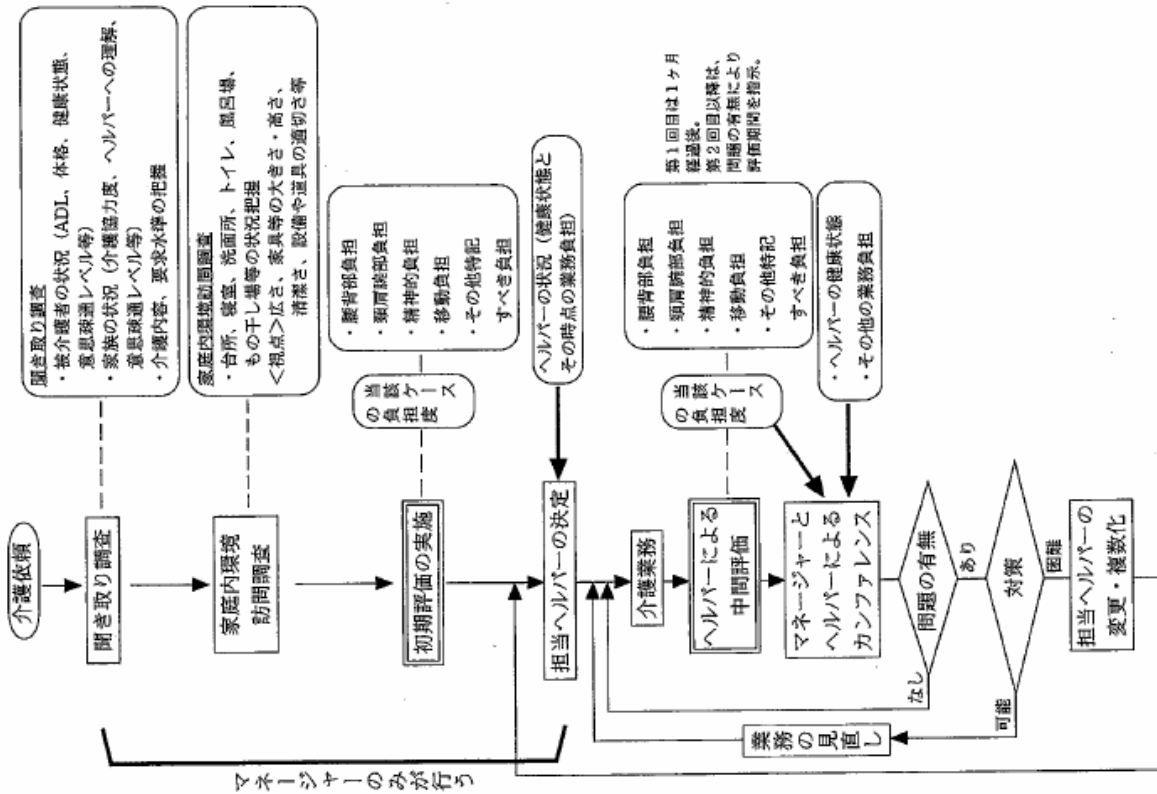 介護依頼
聞き取り調査
聞き取り調査
・被介護者の状況(ADL、体格、健康状態、
意思疎通レベル等)
・家族の状況(介護協力度、ヘルパーへの理解、
意思疎通レベル等)
・介護内容、要求水準の把握
家庭内環境
訪問調査
家庭内環境訪問調査
・台所、寝室、洗面所、トイレ、風呂場、
もの干し場等の状況把握
<視点>広さ、家具等の大きさ・高さ、
清潔さ、設備や道具の適切さ等
初期評価の実施
当該ケース
の負担度
・腰背部負担
・頚肩腕部負担
・精神的負担
・移動負担
・その他特記
すべき負担
マネージャーのみが行う
担当ヘルパーの決定
ヘルパーの状況(健康状態と
その時点の業務負担)
介護業務
ヘルパーによる
中間評価
当該ケース
の負担度
・腰背部負担
・頚肩腕部負担
・精神的負担
・移動負担
・その他特記
すべき負担
第1回目は1ヶ月
経過後。
第2回目以降は、
問題の有無により
評価期間を指示。
マネージャーと
ヘルパーによる
カンファレンス
・ヘルパーの健康状態
・その他の業務負担
問題の有無
なし
あり
対策
可能
困難
業務の見直し
担当ヘルパーの
変更・複数化